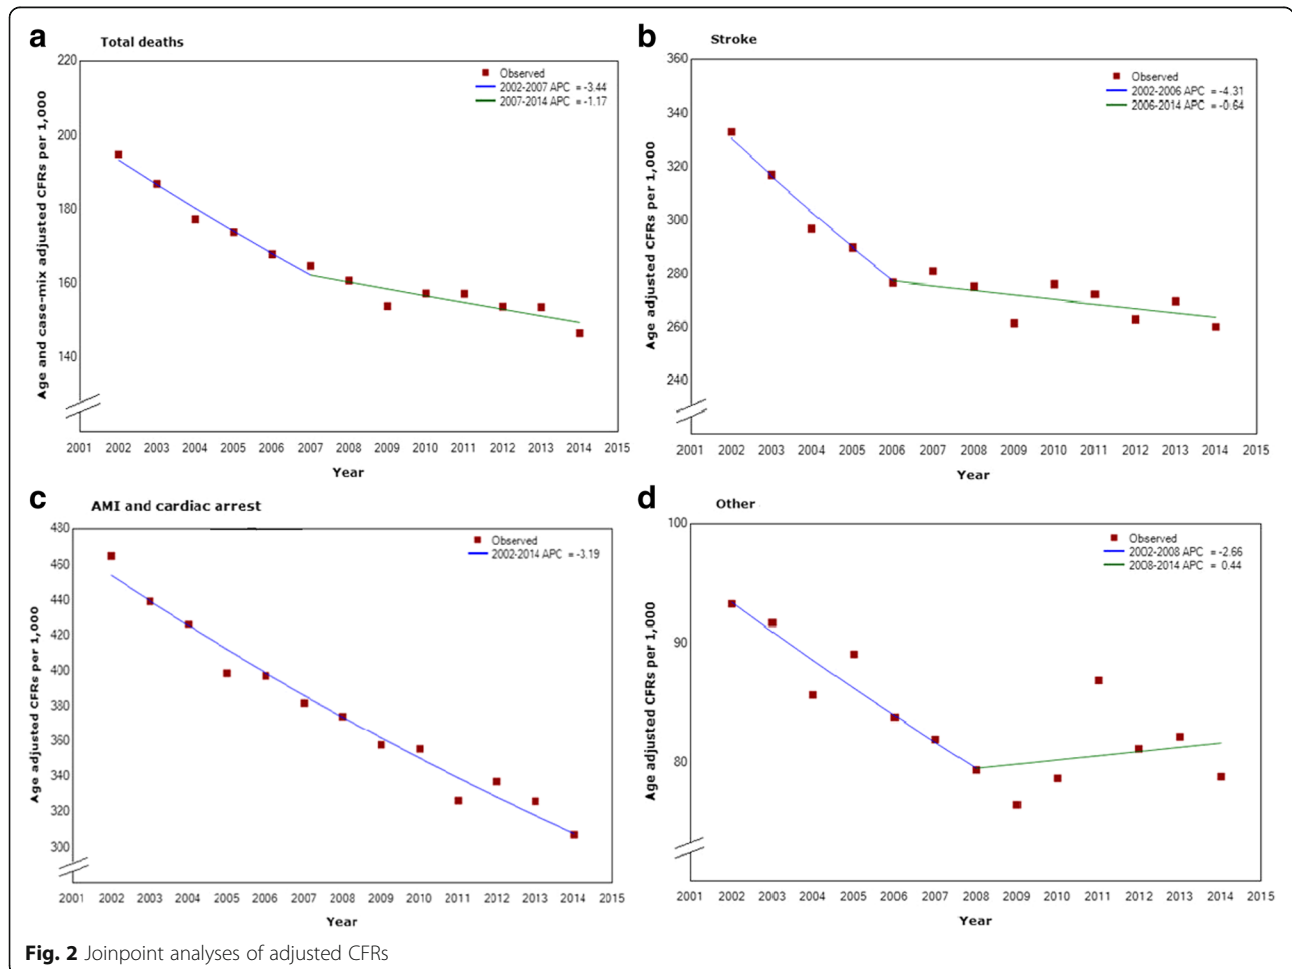 a Total deaths
220
200
180
160
140
Age and case-mix adjusted CFRs per 1,000
Observed
2002-2007 APC = -3.44
2007-2014 APC = -1.17
2001 2002 2003 2004 2005 2006 2007 2008 2009 2010 2011 2012 2013 2014 2015
Year
b Stroke
360
340
320
300
280
260
240
Age adjusted CFRs per 1,000
Observed
2002-2006 APC = -4.31
2006-2014 APC = -0.64
2001 2002 2003 2004 2005 2006 2007 2008 2009 2010 2011 2012 2013 2014 2015
Year
c AMI and cardiac arrest
480
460
440
420
400
380
360
340
320
300
Age adjusted CFRs per 1,000
Observed
2002-2014 APC = -3.19
2001 2002 2003 2004 2005 2006 2007 2008 2009 2010 2011 2012 2013 2014 2015
Year
d Other
100
90
80
Age adjusted CFRs per 1,000
Observed
2002-2008 APC = -2.66
2008-2014 APC = 0.44
2001 2002 2003 2004 2005 2006 2007 2008 2009 2010 2011 2012 2013 2014 2015
Year
Fig. 2 Joinpoint analyses of adjusted CFRs